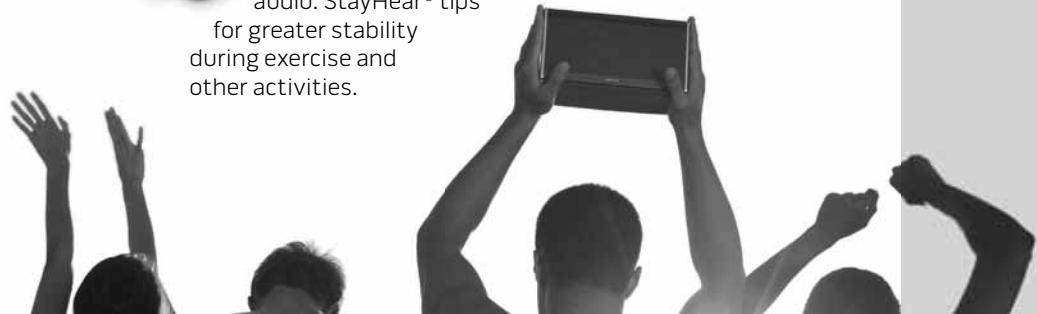 audio. StayHear® tips
for greater stability
during exercise and
other activities.